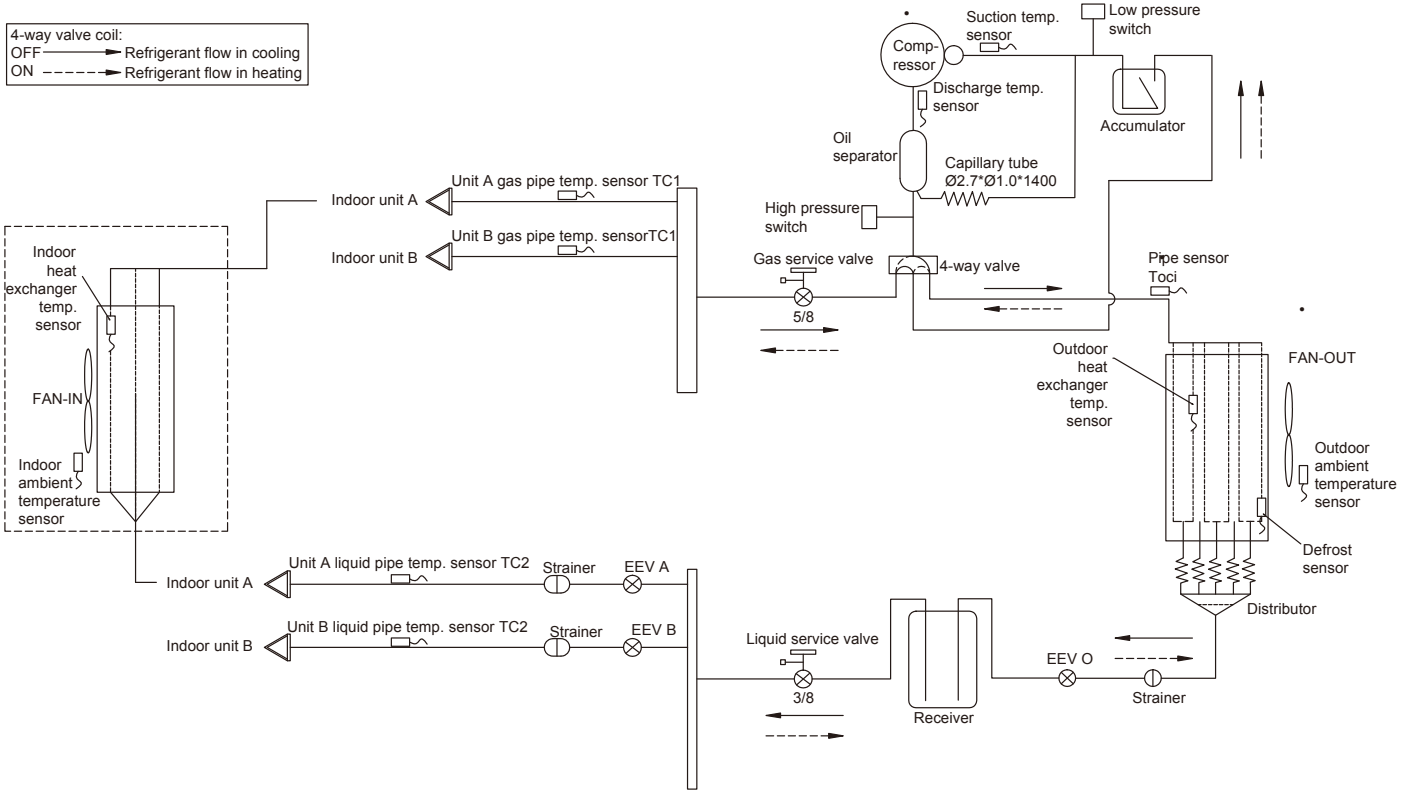 4-way valve coil:
OFF Refrigerant flow in cooling
ON Refrigerant flow in heating
Suction temp.
sensor
Low pressure
switch
Comp-
ressor
Discharge temp.
sensor
Accumulator
Oil
separator
Capillary tube
Ø2.7*Ø1.0*1400
High pressure
switch
Gas service valve
4-way valve
5/8
Pipe sensor
Toci
Indoor unit A
Unit A gas pipe temp. sensor TC1
Indoor unit B
Unit B gas pipe temp. sensorTC1
Indoor
heat
exchanger
temp.
sensor
FAN-IN
Indoor
ambient
temperature
sensor
Outdoor
heat
exchanger
temp.
sensor
FAN-OUT
Outdoor
ambient
temperature
sensor
Defrost
sensor
Distributor
Indoor unit A
Unit A liquid pipe temp. sensor TC2
Strainer
EEV A
Indoor unit B
Unit B liquid pipe temp. sensor TC2
Strainer
EEV B
Liquid service valve
3/8
Receiver
EEV O
Strainer